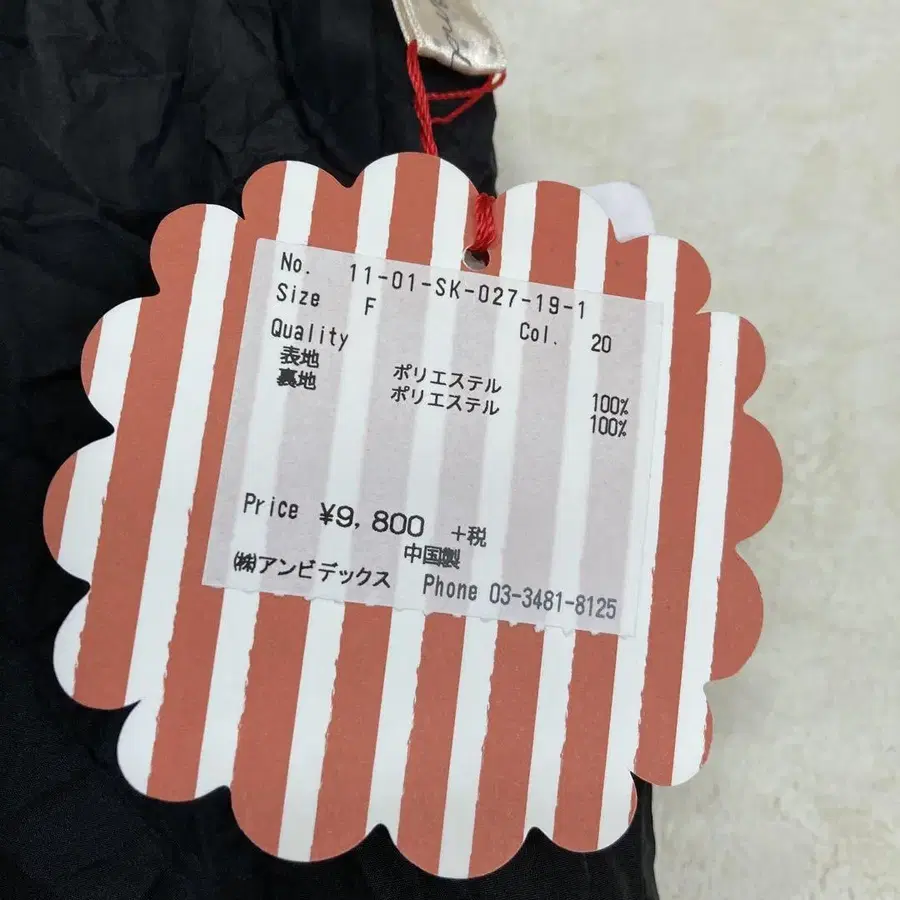 No. 11-01-SK-027-19-1
Size F Col. 20
Quality
表地 ポリエステル 100%
裏地 ポリエステル 100%
Price ¥9,800 +税
中国製
㈱アンビデックス Phone 03-3481-8125